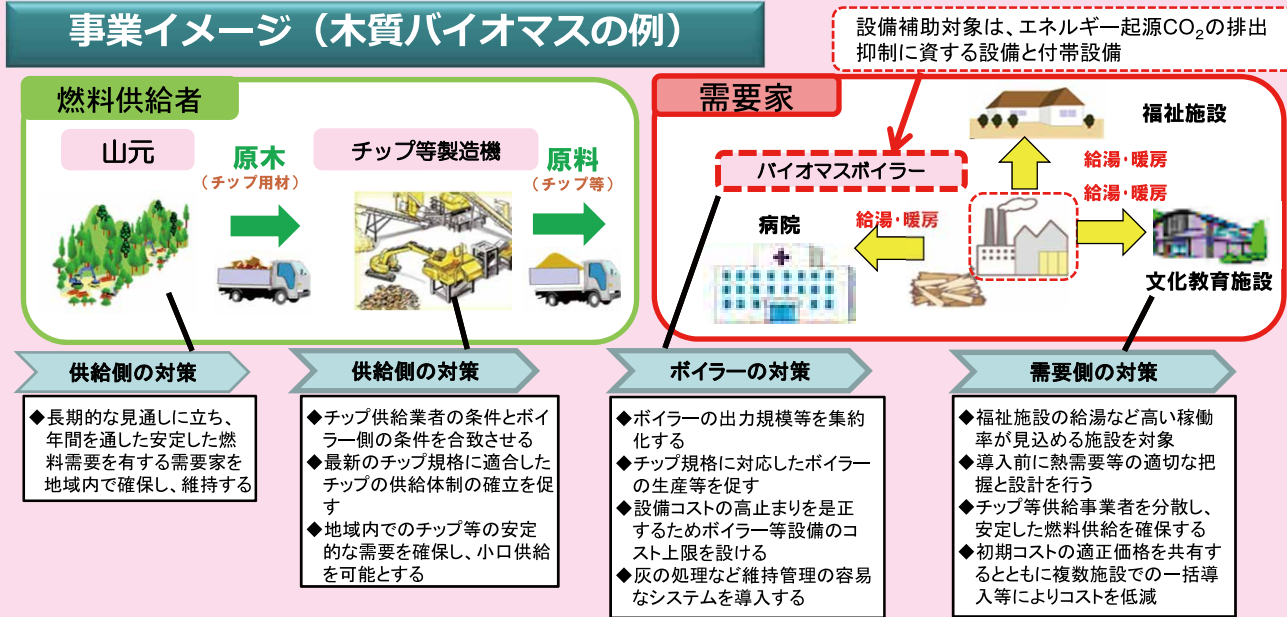 事業イメージ（木質バイオマスの例）
設備補助対象は、エネルギー起源CO₂の排出
抑制に資する設備と付帯設備
燃料供給者
山元
原木
（チップ用材）
チップ等製造機
原料
（チップ等）
需要家
バイオマスボイラー
福祉施設
給湯・暖房
給湯・暖房
病院
給湯・暖房
文化教育施設
供給側の対策
◆長期的な見通しに立ち、
年間を通した安定した燃
料需要を有する需要家を
地域内で確保し、維持する
供給側の対策
◆チップ供給業者の条件とボイ
ラー側の条件を合致させる
◆最新のチップ規格に適合した
チップの供給体制の確立を促
す
◆地域内でのチップ等の安定
的な需要を確保し、小口供給
を可能とする
ボイラーの対策
◆ボイラーの出力規模等を集約
化する
◆チップ規格に対応したボイラー
の生産等を促す
◆設備コストの高止まりを是正
するためボイラー等設備のコ
スト上限を設ける
◆灰の処理など維持管理の容易
なシステムを導入する
需要側の対策
◆福祉施設の給湯など高い稼働
率が見込める施設を対象
◆導入前に熱需要等の適切な把
握と設計を行う
◆チップ等供給事業者を分散し、
安定した燃料供給を確保する
◆初期コストの適正価格を共有す
るとともに複数施設での一括導
入等によりコストを低減